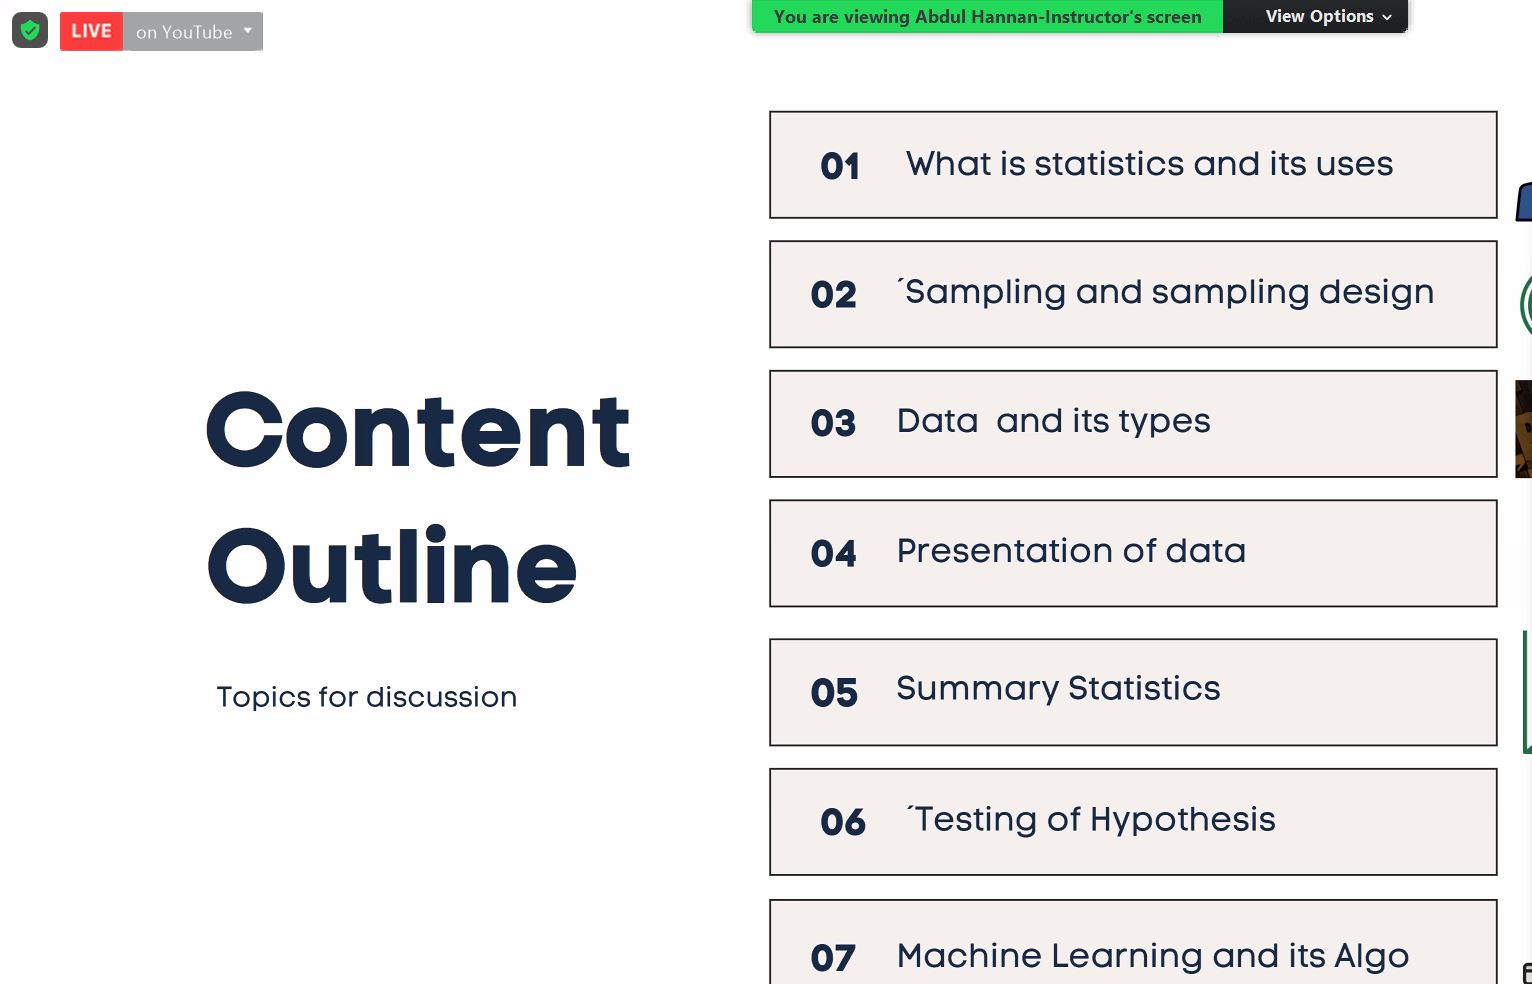 LIVE on YouTube
You are viewing Abdul Hannan-Instructor's screen
View Options
Content
Outline
Topics for discussion
01 What is statistics and its uses
02 ´Sampling and sampling design
03 Data and its types
04 Presentation of data
05 Summary Statistics
06 ´Testing of Hypothesis
07 Machine Learning and its Algo